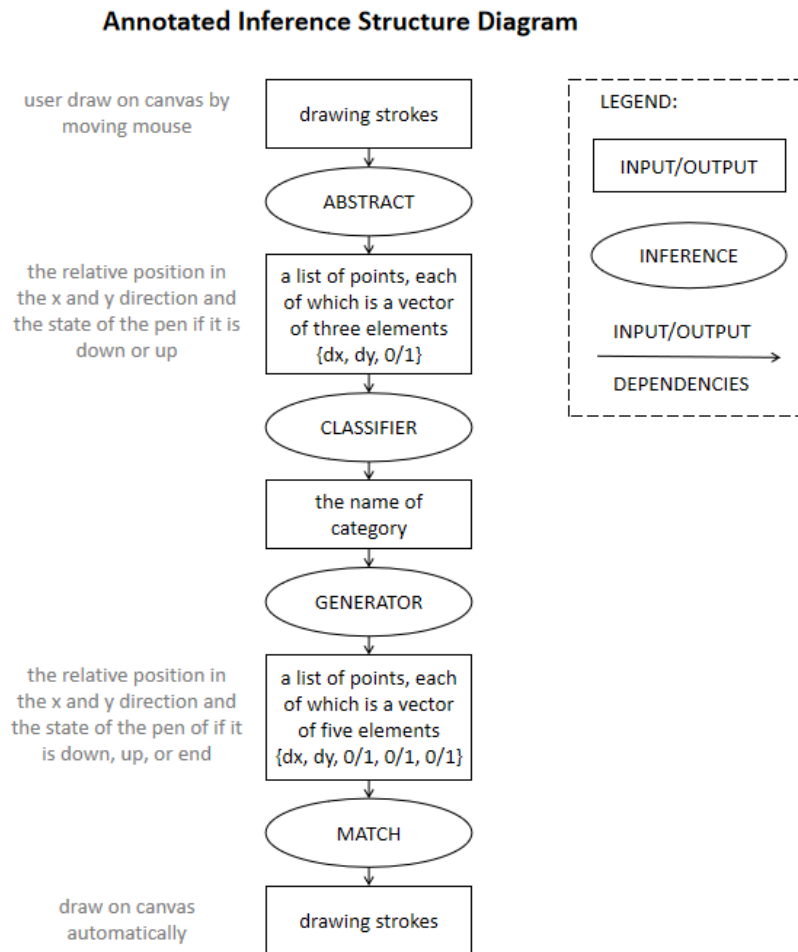 Annotated Inference Structure Diagram
user draw on canvas by
moving mouse
drawing strokes
ABSTRACT
the relative position in
the x and y direction and
the state of the pen if it is
down or up
a list of points, each
of which is a vector
of three elements
{dx, dy, 0/1}
CLASSIFIER
the name of
category
GENERATOR
the relative position in
the x and y direction and
the state of the pen of if it
is down, up, or end
a list of points, each
of which is a vector
of five elements
{dx, dy, 0/1, 0/1, 0/1}
MATCH
draw on canvas
automatically
drawing strokes
LEGEND:
INPUT/OUTPUT
INFERENCE
INPUT/OUTPUT
DEPENDENCIES